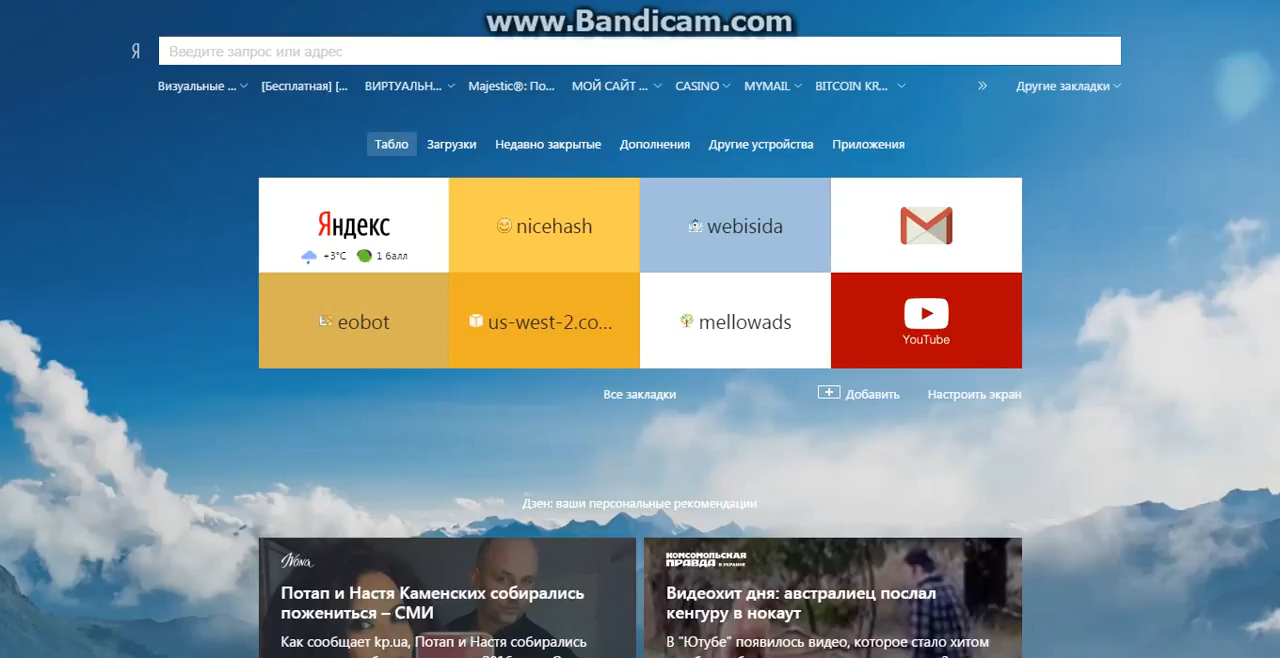 www.Bandicam.com
Я Введите запрос или адрес
Визуальные ... [Бесплатная] [... ВИРТУАЛЬН... Majestic®: По... МОЙ САЙТ ... CASINO MYMAIL BITCOIN KR... » Другие закладки
Табло Загрузки Недавно закрытые Дополнения Другие устройства Приложения
Яндекс
+3°C 1 балл
nicehash
webisida
eobot
us-west-2.co...
mellowads
YouTube
Все закладки Добавить Настроить экран
Дзен: ваши персональные рекомендации
Wona
Потап и Настя Каменских собирались
пожениться – СМИ
Как сообщает kp.ua, Потап и Настя собирались
КОМСОМОЛЬСКАЯ
ПРАВДА В УКРАИНЕ
Видеохит дня: австралиец послал
кенгуру в нокаут
В "Ютубе" появилось видео, которое стало хитом